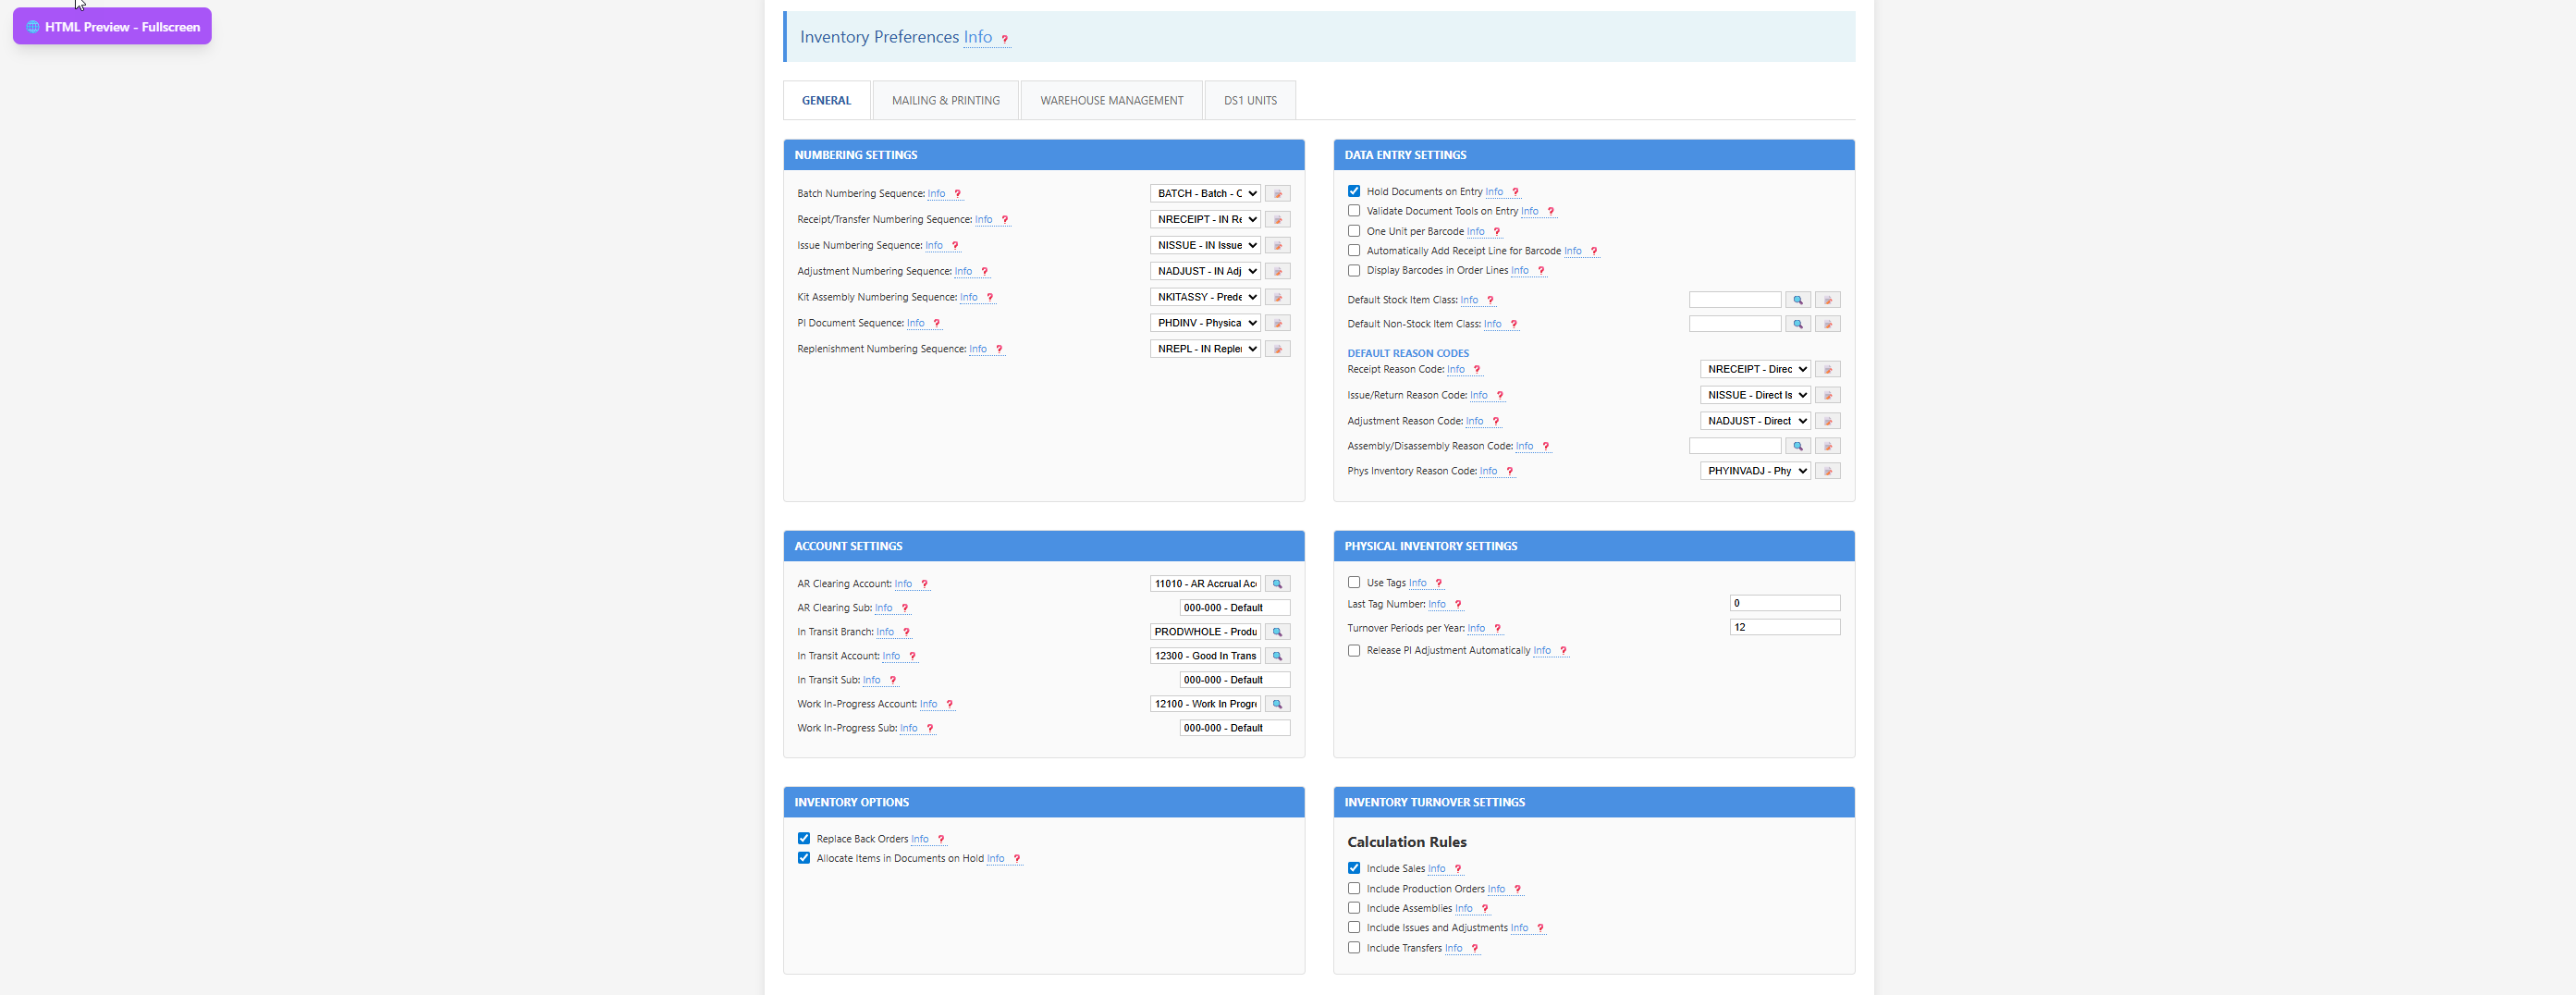 HTML Preview - Fullscreen
Inventory Preferences Info ?
GENERAL
MAILING & PRINTING
WAREHOUSE MANAGEMENT
DS1 UNITS
NUMBERING SETTINGS
Batch Numbering Sequence: Info ? BATCH - Batch - C
Receipt/Transfer Numbering Sequence: Info ? NRECEIPT - IN Re
Issue Numbering Sequence: Info ? NISSUE - IN Issue
Adjustment Numbering Sequence: Info ? NADJUST - IN Adj
Kit Assembly Numbering Sequence: Info ? NKITASSY - Prede
PI Document Sequence: Info ? PHDINV - Physica
Replenishment Numbering Sequence: Info ? NREPL - IN Reple
DATA ENTRY SETTINGS
Hold Documents on Entry Info ?
Validate Document Tools on Entry Info ?
One Unit per Barcode Info ?
Automatically Add Receipt Line for Barcode Info ?
Display Barcodes in Order Lines Info ?
Default Stock Item Class: Info ?
Default Non-Stock Item Class: Info ?
DEFAULT REASON CODES
Receipt Reason Code: Info ? NRECEIPT - Direc
Issue/Return Reason Code: Info ? NISSUE - Direct Is
Adjustment Reason Code: Info ? NADJUST - Direct
Assembly/Disassembly Reason Code: Info ?
Phys Inventory Reason Code: Info ? PHYINVADJ - Phy
ACCOUNT SETTINGS
AR Clearing Account: Info ? 11010 - AR Accrual Ac
AR Clearing Sub: Info ? 000-000 - Default
In Transit Branch: Info ? PRODWHOLE - Produ
In Transit Account: Info ? 12300 - Good In Trans
In Transit Sub: Info ? 000-000 - Default
Work In-Progress Account: Info ? 12100 - Work In Progr
Work In-Progress Sub: Info ? 000-000 - Default
PHYSICAL INVENTORY SETTINGS
Use Tags Info ?
Last Tag Number: Info ? 0
Turnover Periods per Year: Info ? 12
Release PI Adjustment Automatically Info ?
INVENTORY OPTIONS
Replace Back Orders Info ?
Allocate Items in Documents on Hold Info ?
INVENTORY TURNOVER SETTINGS
Calculation Rules
Include Sales Info ?
Include Production Orders Info ?
Include Assemblies Info ?
Include Issues and Adjustments Info ?
Include Transfers Info ?